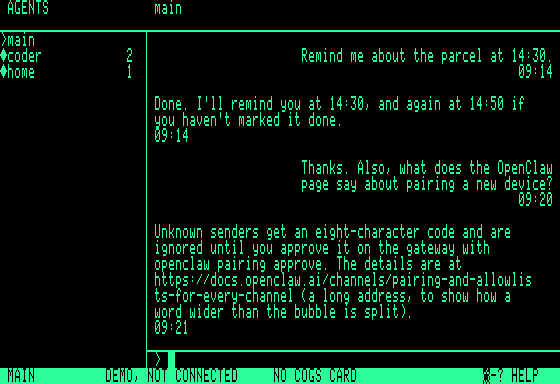 AGENTS
main
>main
◆coder 2
◆home 1
Remind me about the parcel at 14:30.
09:14
Done. I'll remind you at 14:30, and again at 14:50 if
you haven't marked it done.
09:14
Thanks. Also, what does the OpenClaw
page say about pairing a new device?
09:20
Unknown senders get an eight-character code and are
ignored until you approve it on the gateway with
openclaw pairing approve. The details are at
https://docs.openclaw.ai/channels/pairing-and-allowlis
ts-for-every-channel (a long address, to show how a
word wider than the bubble is split).
09:21
>
MAIN DEMO, NOT CONNECTED NO COGS CARD -? HELP